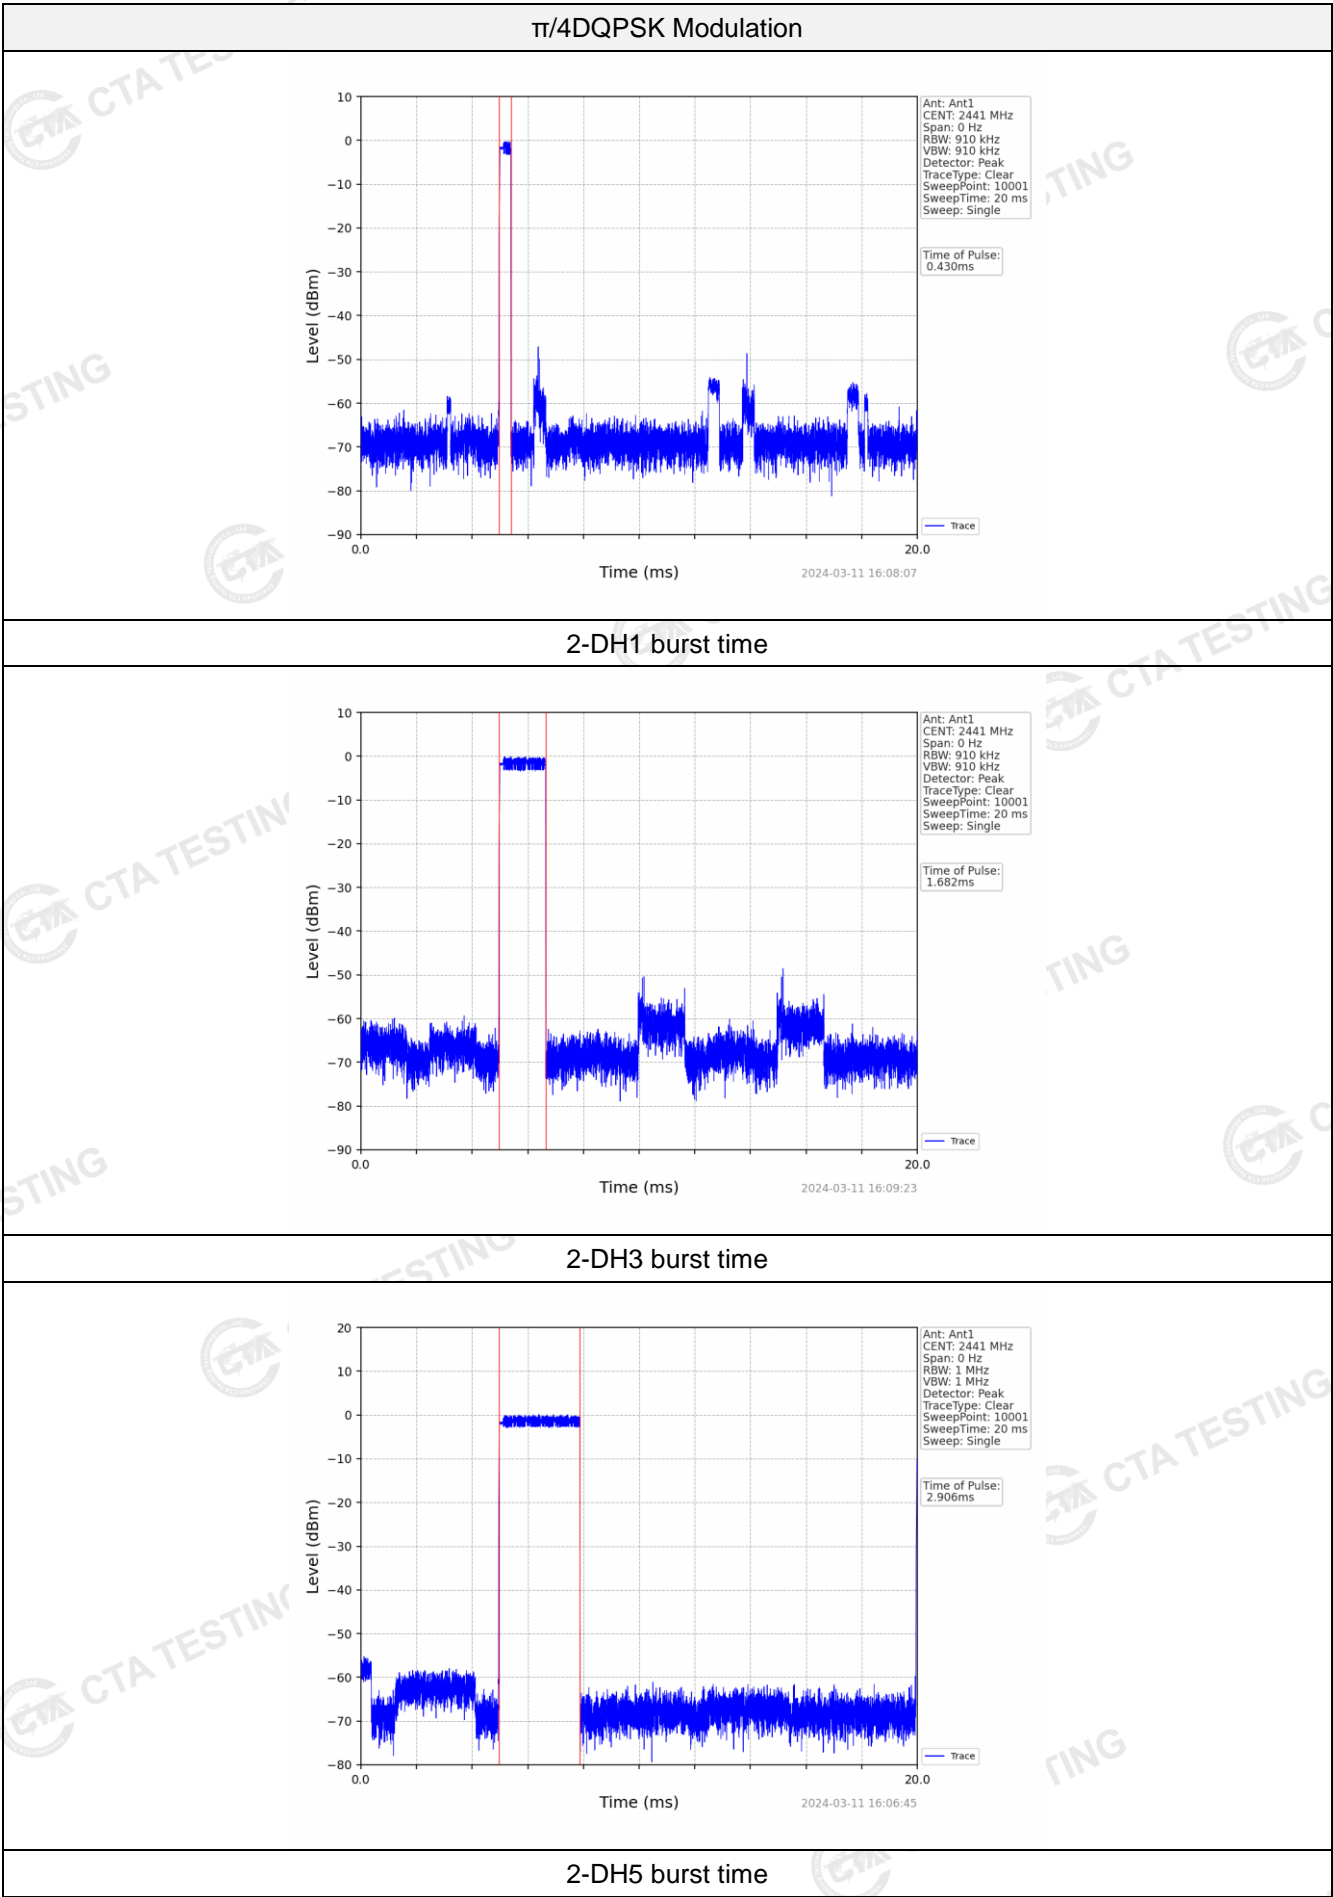 π/4DQPSK Modulation
CTA TESTING
10
0
−10
−20
−30
−40
−50
−60
−70
−80
−90
Level (dBm)
0.0
20.0
Time (ms)
2024-03-11 16:08:07
Ant: Ant1
CENT: 2441 MHz
Span: 0 Hz
RBW: 910 kHz
VBW: 910 kHz
Detector: Peak
TraceType: Clear
SweepPoint: 10001
SweepTime: 20 ms
Sweep: Single
Time of Pulse:
0.430ms
Trace
2-DH1 burst time
10
0
−10
−20
−30
−40
−50
−60
−70
−80
−90
Level (dBm)
0.0
20.0
Time (ms)
2024-03-11 16:09:23
Ant: Ant1
CENT: 2441 MHz
Span: 0 Hz
RBW: 910 kHz
VBW: 910 kHz
Detector: Peak
TraceType: Clear
SweepPoint: 10001
SweepTime: 20 ms
Sweep: Single
Time of Pulse:
1.682ms
Trace
CTA TESTING
2-DH3 burst time
20
10
0
−10
−20
−30
−40
−50
−60
−70
−80
Level (dBm)
0.0
20.0
Time (ms)
2024-03-11 16:06:45
Ant: Ant1
CENT: 2441 MHz
Span: 0 Hz
RBW: 1 MHz
VBW: 1 MHz
Detector: Peak
TraceType: Clear
SweepPoint: 10001
SweepTime: 20 ms
Sweep: Single
Time of Pulse:
2.906ms
Trace
CTA TESTING
2-DH5 burst time